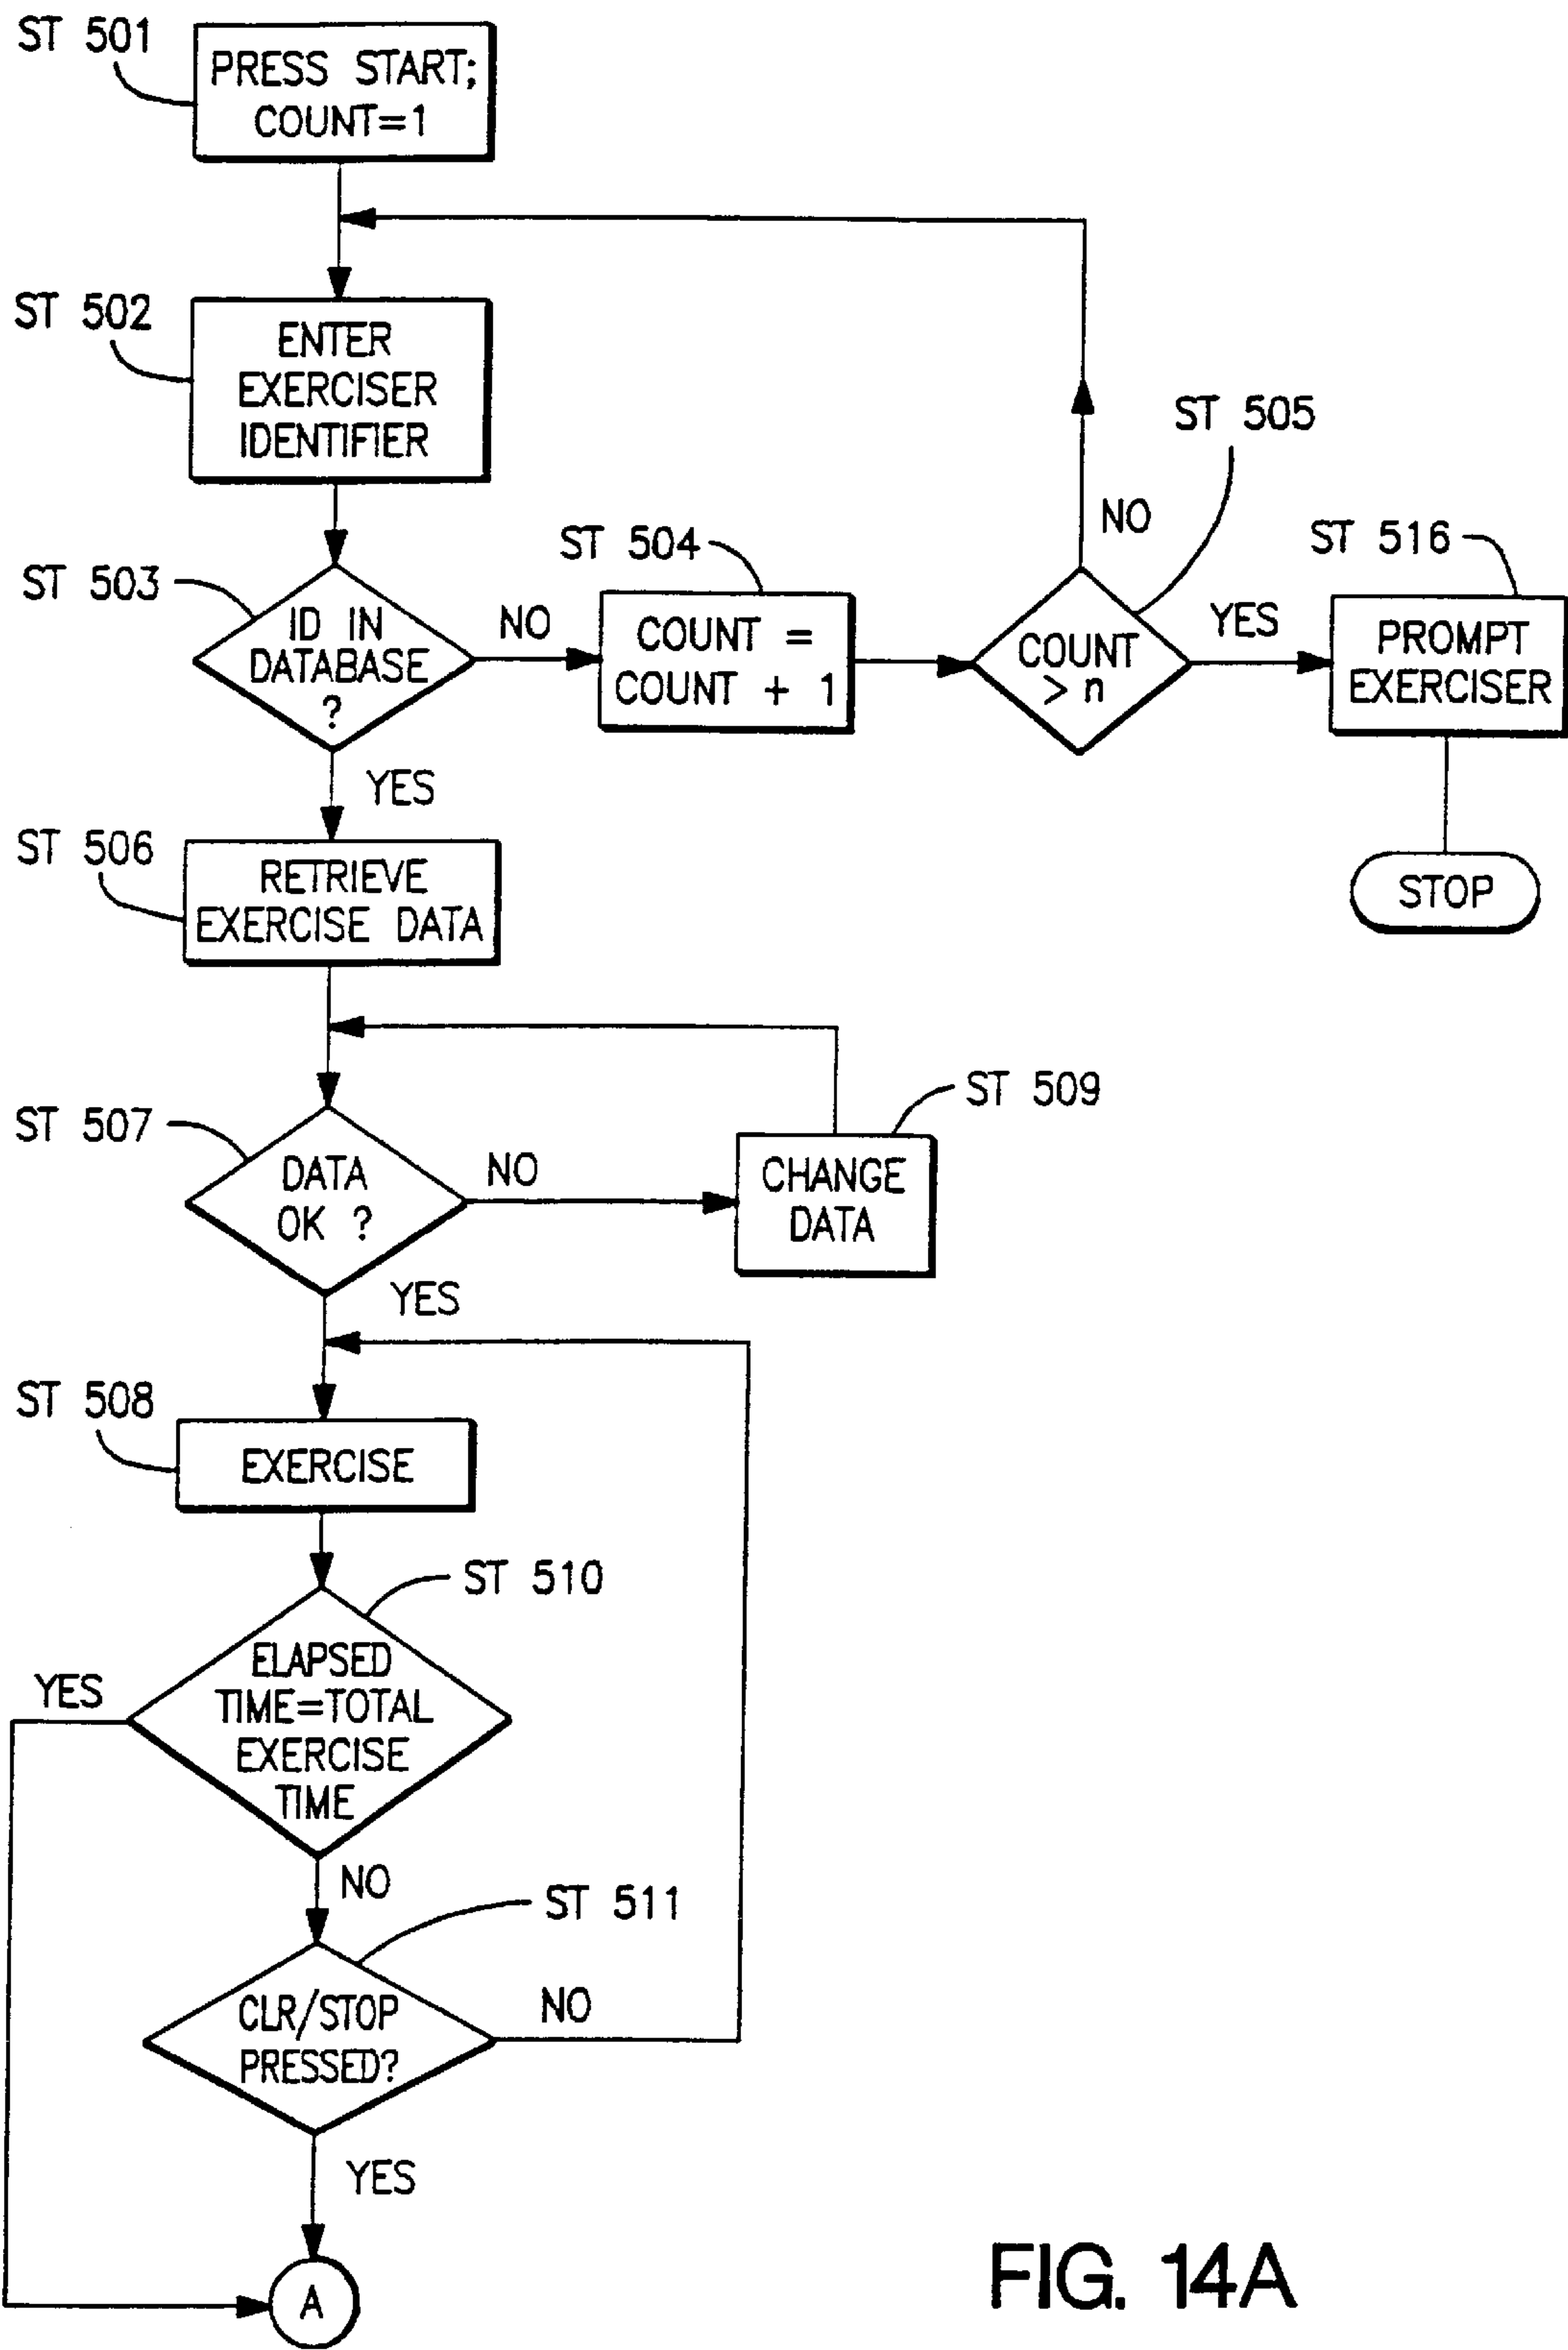 ST 501
PRESS START;
COUNT=1
ST 502
ENTER
EXERCISER
IDENTIFIER
ST 503
ID IN
DATABASE
?
NO
ST 504
COUNT =
COUNT + 1
ST 505
COUNT
> n
NO
YES
ST 516
PROMPT
EXERCISER
STOP
YES
ST 506
RETRIEVE
EXERCISE DATA
ST 507
DATA
OK ?
NO
ST 509
CHANGE
DATA
YES
ST 508
EXERCISE
ST 510
ELAPSED
TIME=TOTAL
EXERCISE
TIME
YES
NO
ST 511
CLR/STOP
PRESSED?
NO
YES
A
FIG. 14A